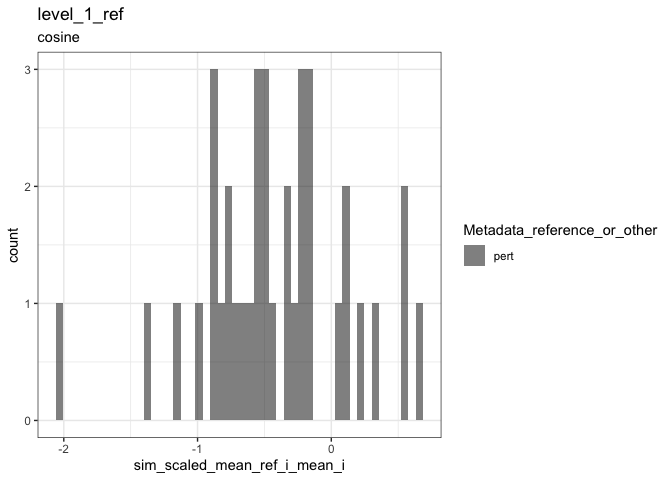 level_1_ref
cosine
3
2
1
0
count
-2
-1
0
sim_scaled_mean_ref_i_mean_i
Metadata_reference_or_other
pert